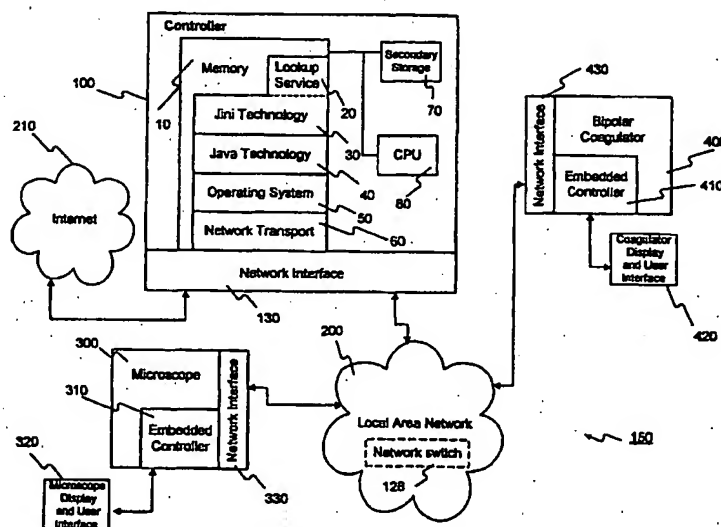 Controller
Memory
Lookup
Service
Secondary
Storage
100
10
20
70
430
210
Jini Technology
30
Java Technology
CPU
Network Interface
Bipolar
Coagulator
400
40
80
Embedded
Controller
410
Internet
Operating System
50
Network Transport
60
Coagulator
Display
and User
Interface
420
Network Interface
130
300
200
Microscope
310
Network Interface
Local Area Network
150
Embedded
Controller
Network switch
320
128
330
Microscope
Display
and User
Interface